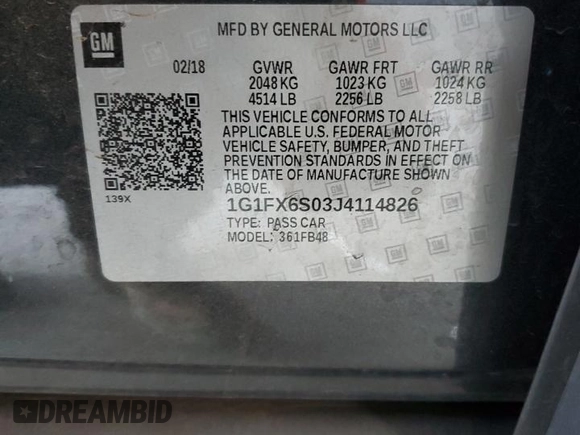 GM
MFD BY GENERAL MOTORS LLC
02/18 GVWR GAWR FRT GAWR RR
2048 KG 1023 KG 1024 KG
4514 LB 2256 LB 2258 LB
THIS VEHICLE CONFORMS TO ALL
APPLICABLE U.S. FEDERAL MOTOR
VEHICLE SAFETY, BUMPER, AND THEFT
PREVENTION STANDARDS IN EFFECT ON
THE DATE OF MANUFACTURE SHOWN
ABOVE.
139X
1G1FX6S03J4114826
TYPE: PASS CAR
MODEL: 361FB48
DREAMBID